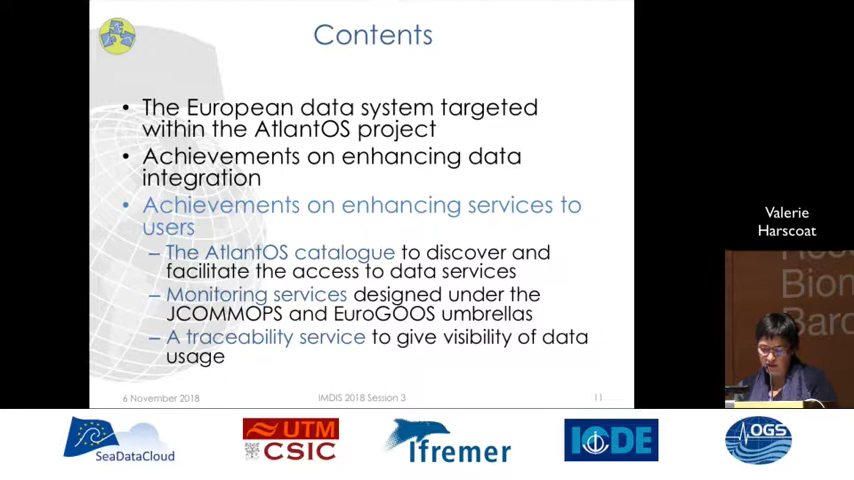 Contents
• The European data system targeted
within the AtlantOS project
• Achievements on enhancing data
integration
• Achievements on enhancing services to
users
– The AtlantOS catalogue to discover and
facilitate the access to data services
– Monitoring services designed under the
JCOMMOPS and EuroGOOS umbrellas
– A traceability service to give visibility of data
usage
6 November 2018
IMDIS 2018 Session 3
11
Valerie
Harscoat
Biom
Barc
SeaDataCloud
UTM
CSIC
Ifremer
IODE
OGS